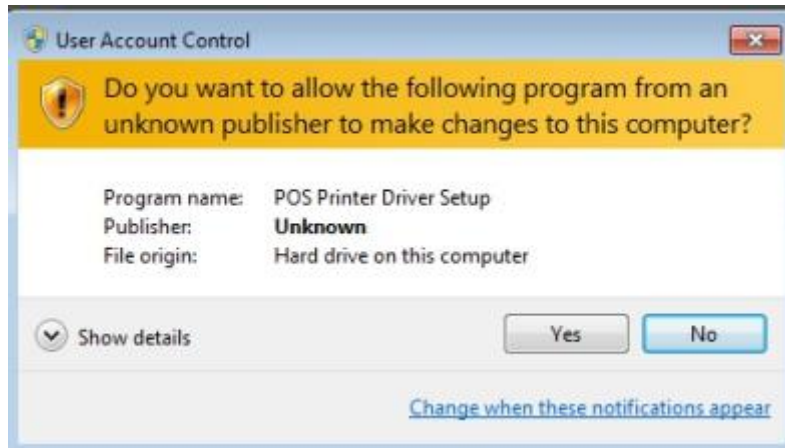 User Account Control
Do you want to allow the following program from an
unknown publisher to make changes to this computer?
Program name: POS Printer Driver Setup
Publisher: Unknown
File origin: Hard drive on this computer
Show details
Yes No
Change when these notifications appear